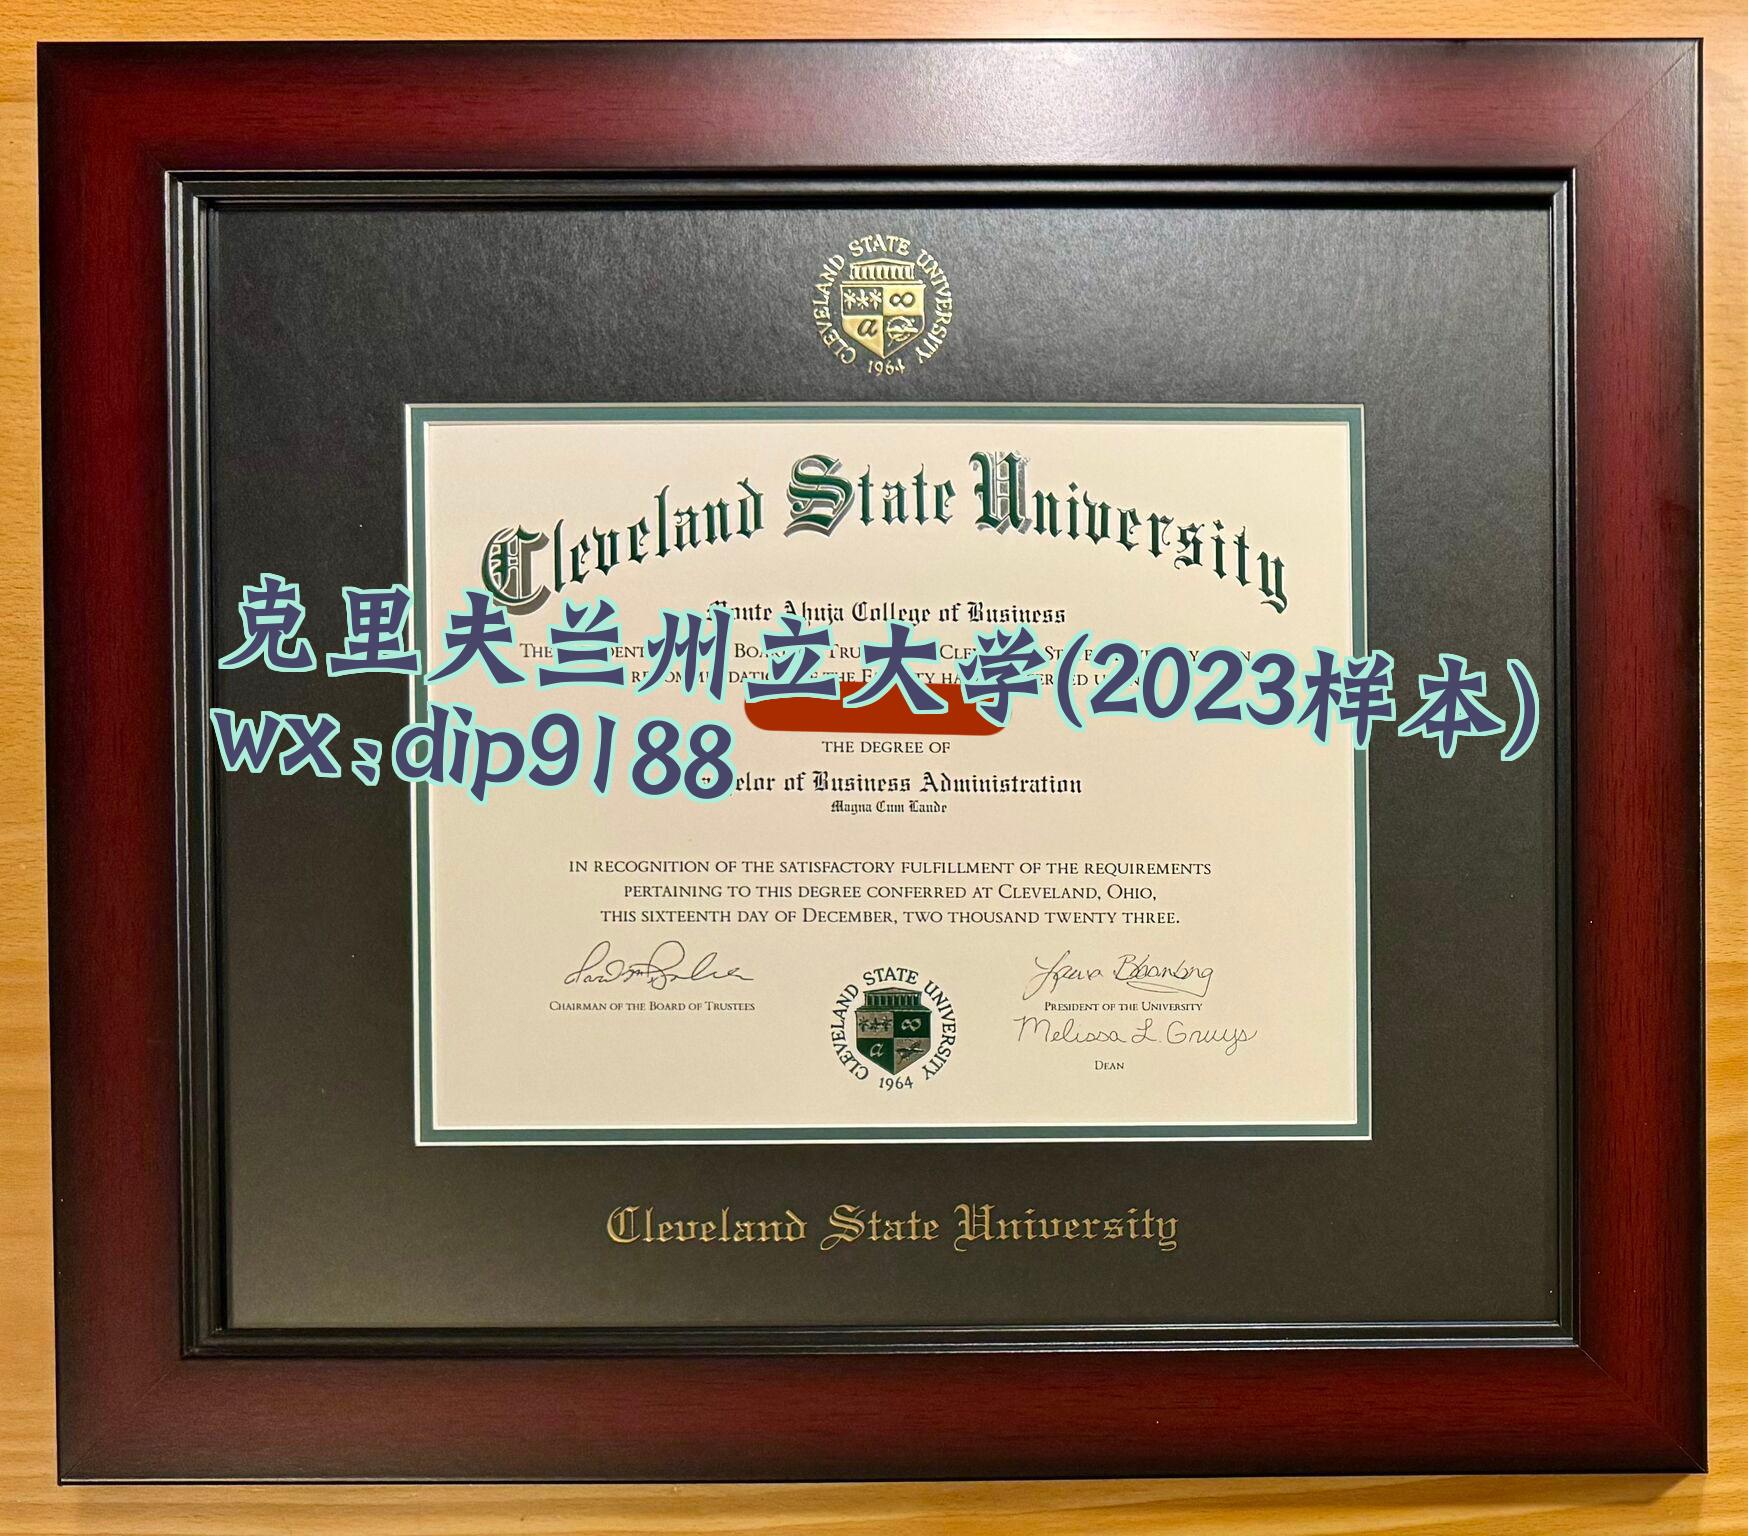 CLEVELAND STATE UNIVERSITY
1964
Cleveland State University
Monte Ahuja College of Business
克里夫兰州立大学(2023样本)
wx:dip9188
THE DEGREE OF
of Business Administration
Magna Cum Laude
IN RECOGNITION OF THE SATISFACTORY FULFILLMENT OF THE REQUIREMENTS
PERTAINING TO THIS DEGREE CONFERRED AT CLEVELAND, OHIO,
THIS SIXTEENTH DAY OF DECEMBER, TWO THOUSAND TWENTY THREE.
CHAIRMAN OF THE BOARD OF TRUSTEES
Laura Bloomberg
PRESIDENT OF THE UNIVERSITY
Melissa L. Gruys
DEAN
CLEVELAND STATE UNIVERSITY
1964
Cleveland State University